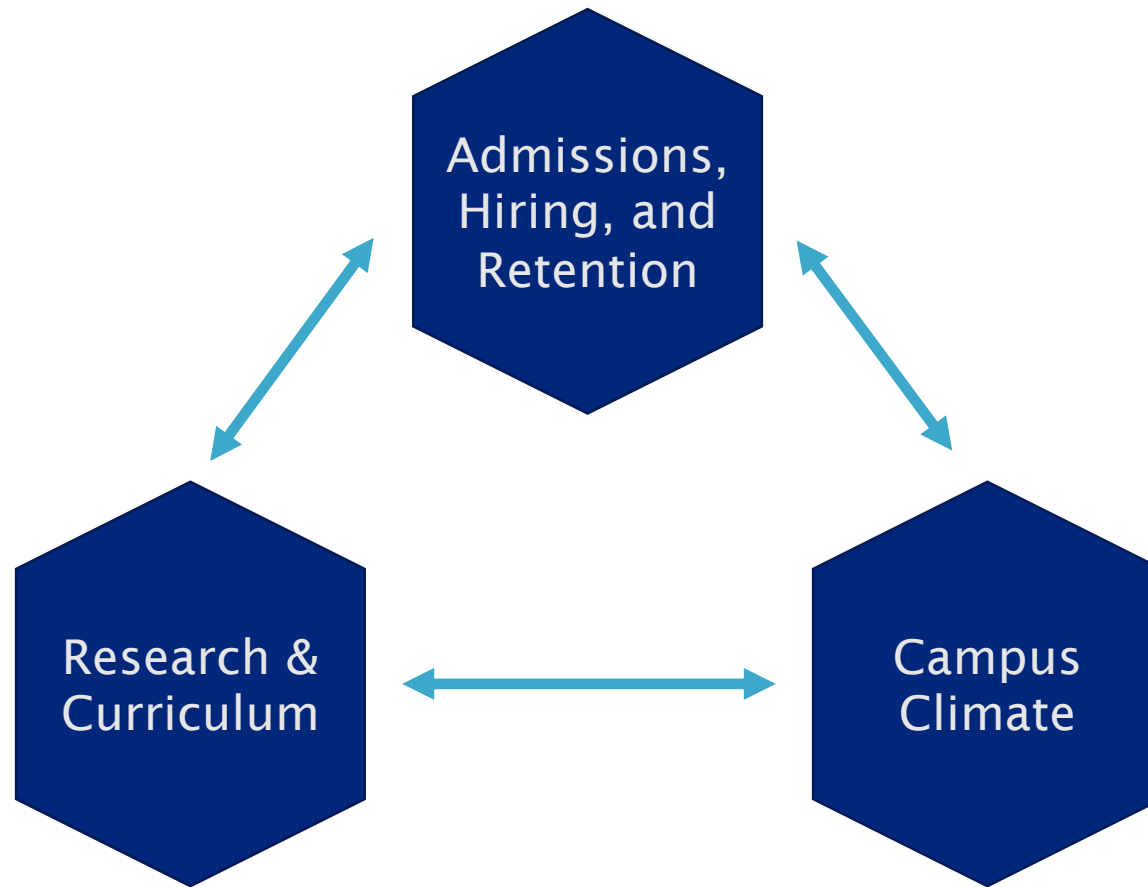 Admissions,
Hiring, and
Retention
Research &
Curriculum
Campus
Climate